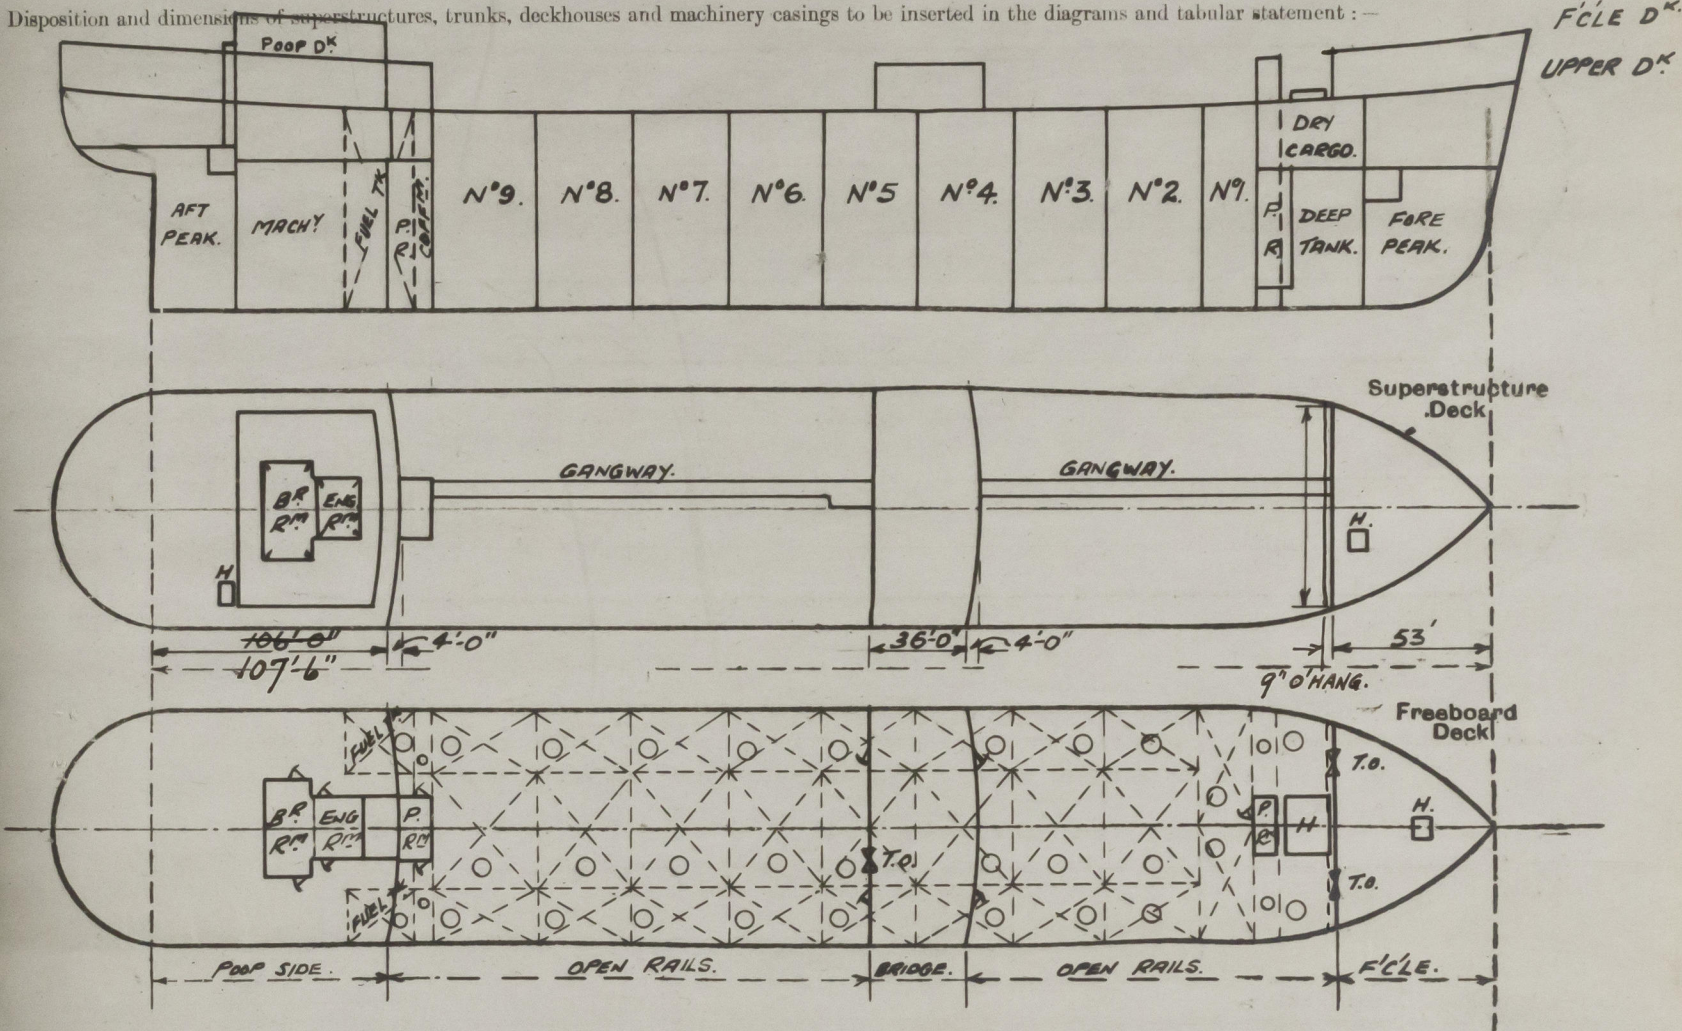 Disposition and dimensions of superstructures, trunks, deckhouses and machinery casings to be inserted in the diagrams and tabular statement :—
F'CLE DK.
POOP DK.
UPPER DK.
DRY
CARGO.
AFT
PEAK.
MACHY
FUEL TK
P.
R.
COFFM.
No9.
No8.
No7.
No6.
No5
No4.
No3.
No2.
No1.
P.
R
DEEP
TANK.
FORE
PEAK.
Superstructure
Deck
GANGWAY.
GANGWAY.
BR
RM
ENG
RM
H
H.
106'-0"
4'-0"
36'-0"
4'-0"
53'
107'-6"
9" O'HANG.
Freeboard
Deck
FUEL
T.O.
BR
RM
ENG
RM
P.
RM
T.O.
P.
R
H
H.
T.O.
FUEL
POOP SIDE.
OPEN RAILS.
BRIDGE.
OPEN RAILS.
F'CLE.